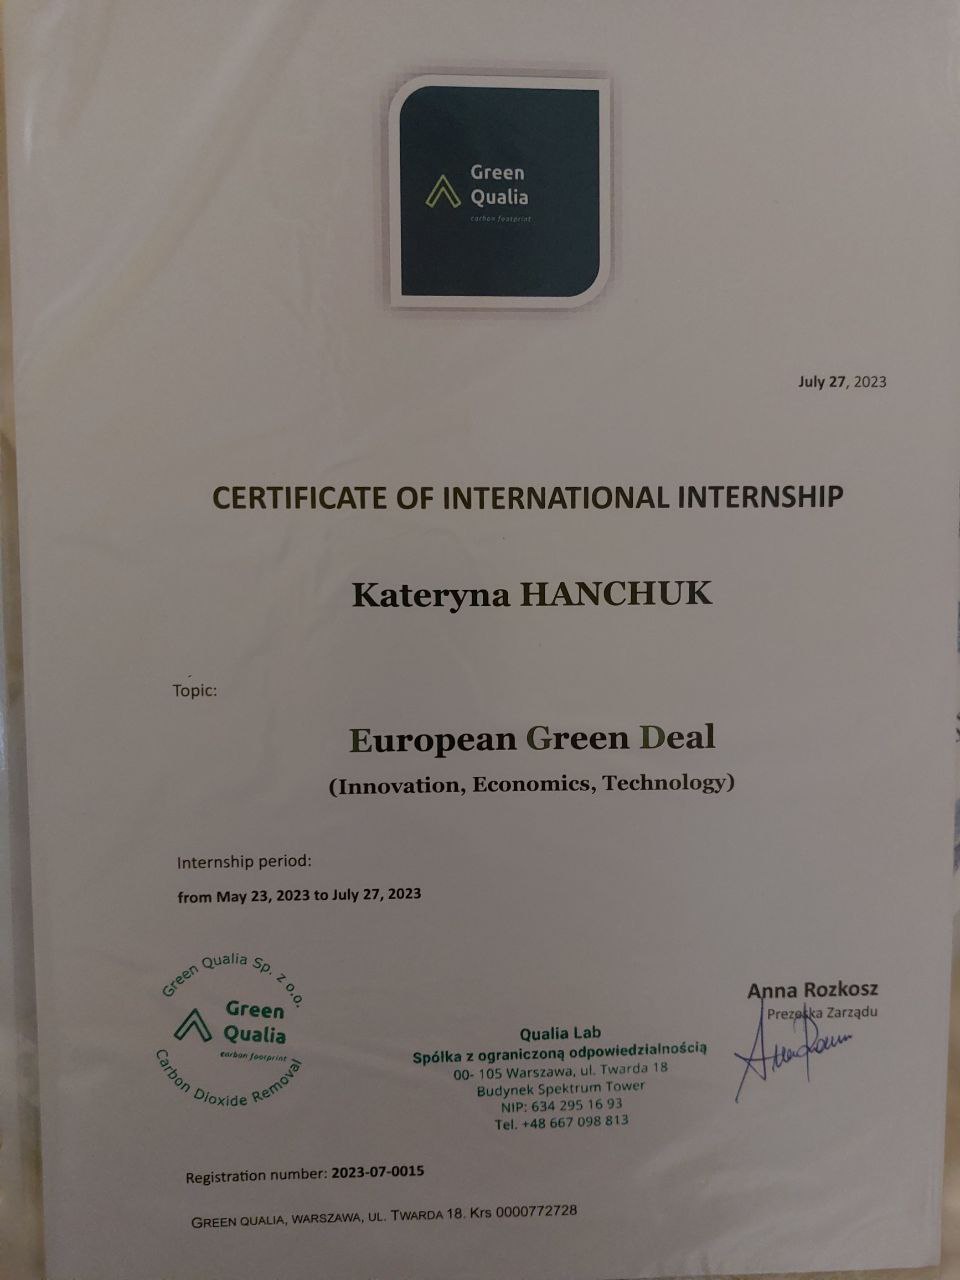 Green
Qualia
carbon footprint
July 27, 2023
CERTIFICATE OF INTERNATIONAL INTERNSHIP
Kateryna HANCHUK
Topic:
European Green Deal
(Innovation, Economics, Technology)
Internship period:
from May 23, 2023 to July 27, 2023
Green Qualia Sp. z o.o.
Green
Qualia
carbon footprint
Carbon Dioxide Removal
Qualia Lab
Spółka z ograniczoną odpowiedzialnością
00- 105 Warszawa, ul. Twarda 18
Budynek Spektrum Tower
NIP: 634 295 16 93
Tel. +48 667 098 813
Anna Rozkosz
Prezeska Zarządu
Registration number: 2023-07-0015
GREEN QUALIA, WARSZAWA, UL. TWARDA 18. Krs 0000772728